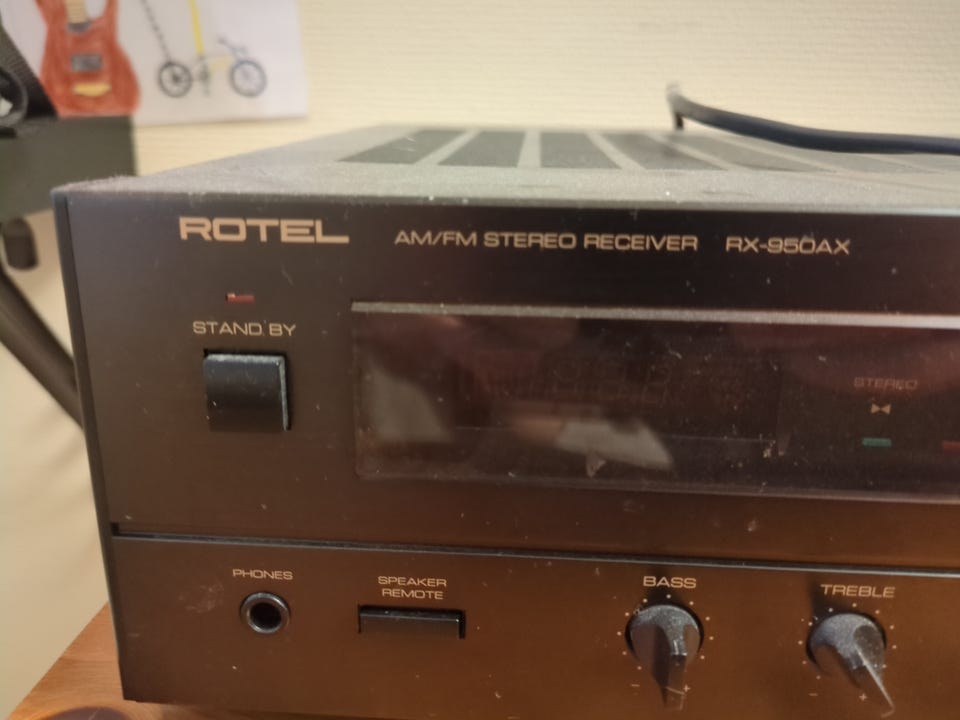 ROTEL AM/FM STEREO RECEIVER RX-950AX
STAND BY
STEREO
PHONES
SPEAKER
REMOTE
BASS
TREBLE
- +
- +